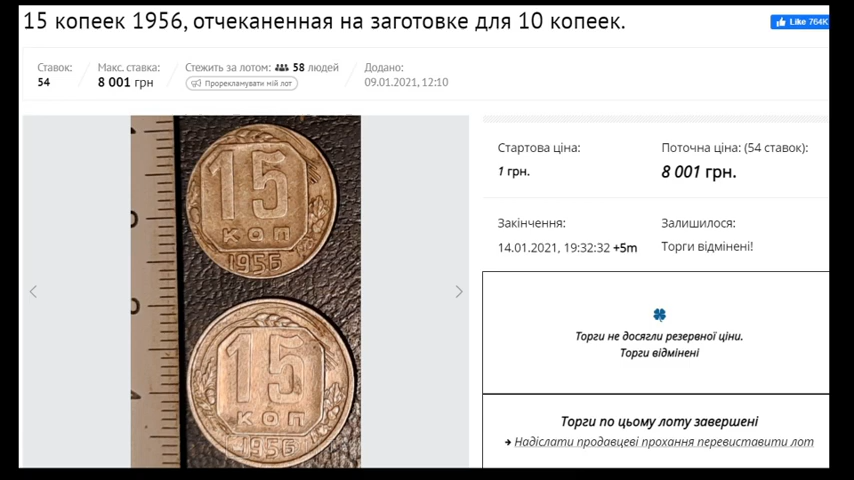 15 копеек 1956, отчеканенная на заготовке для 10 копеек.
Like 764K
Ставок:
54
Макс. ставка:
8 001 грн
Стежить за лотом: 58 людей
Прорекламувати мій лот
Додано:
09.01.2021, 12:10
15
КОП
1956
15
КОП
1956
Стартова ціна:
1 грн.
Поточна ціна: (54 ставок):
8 001 грн.
Закінчення:
14.01.2021, 19:32:32 +5m
Залишилося:
Торги відмінені!
Торги не досягли резервної ціни.
Торги відмінені
Торги по цьому лоту завершені
Надіслати продавцеві прохання перевиставити лот